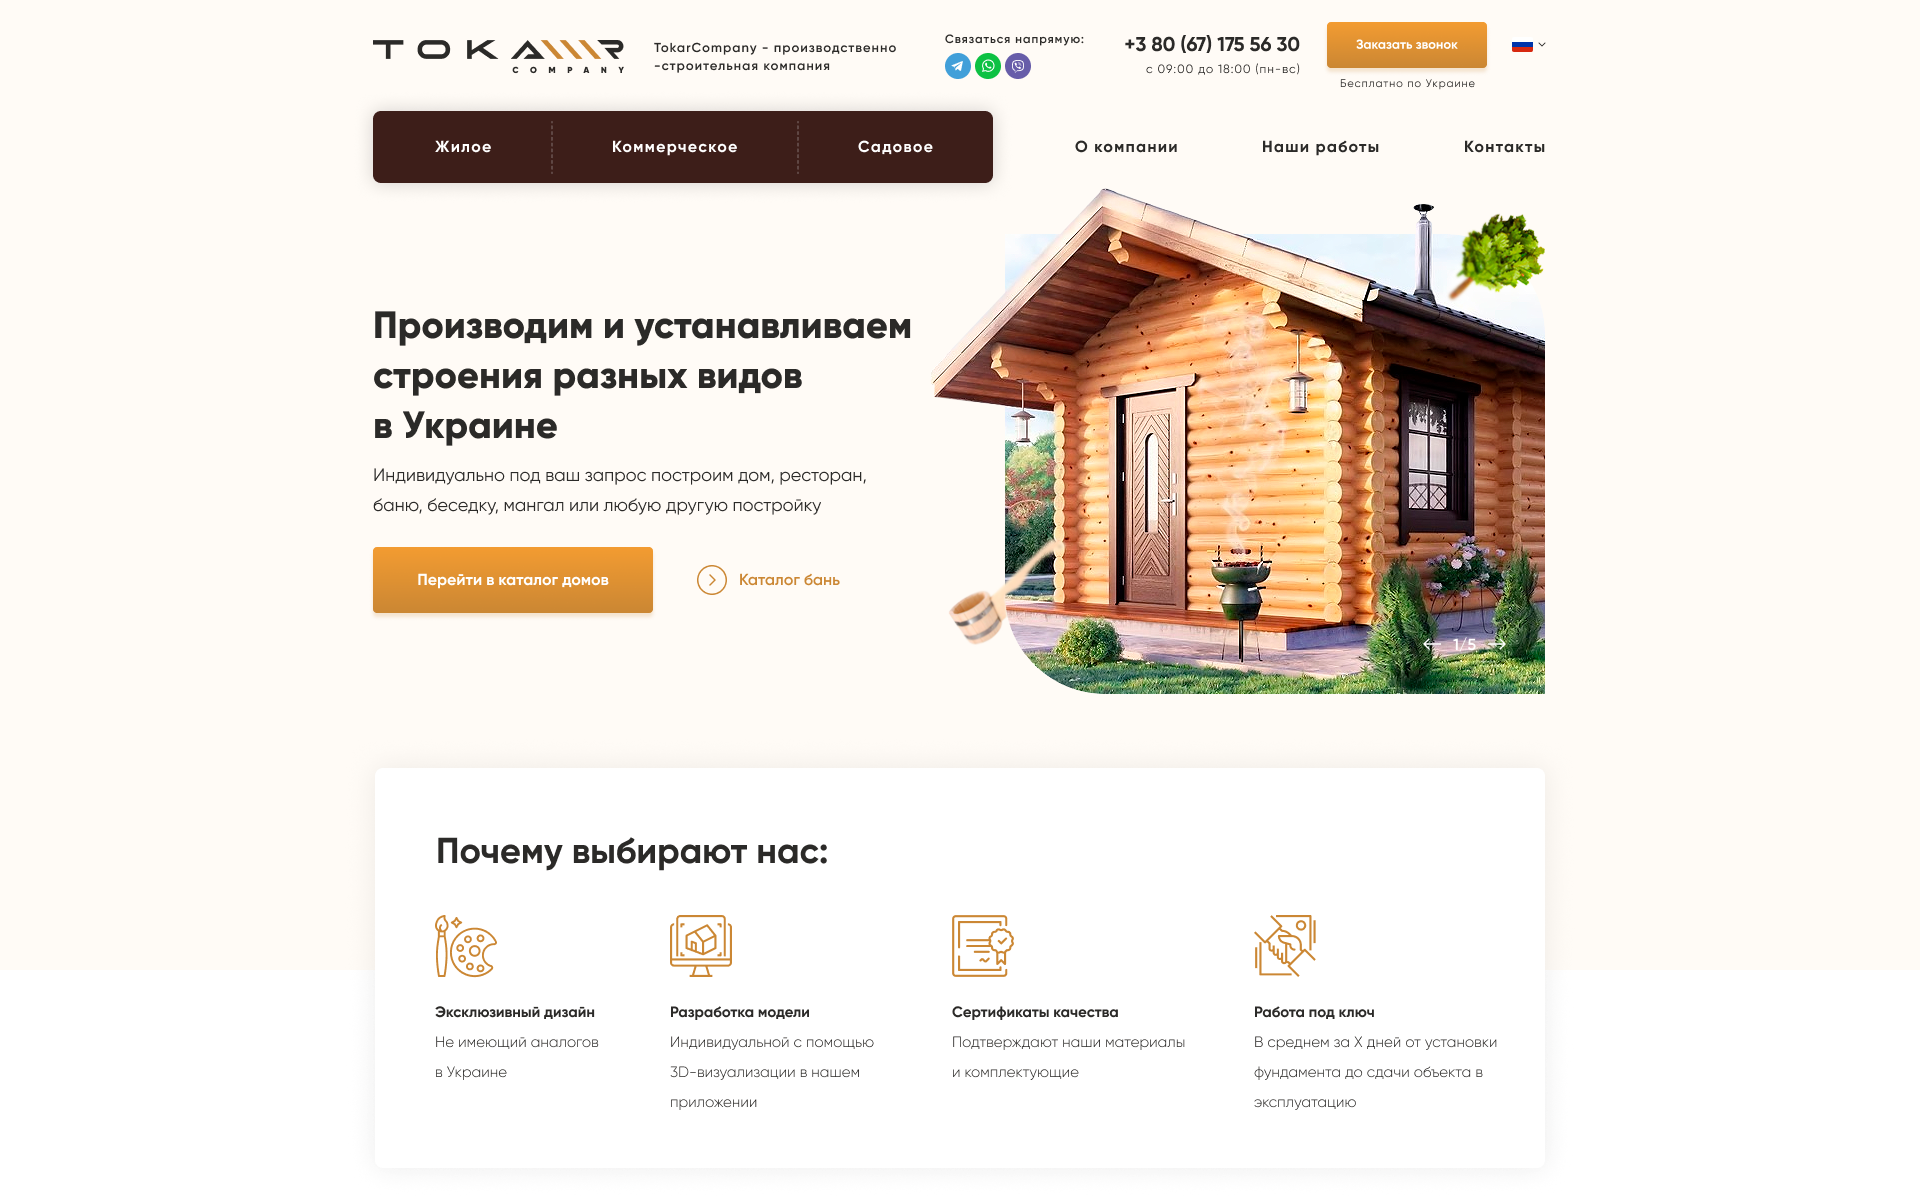 TOKAR
COMPANY
TokarCompany - производственно
-строительная компания
Связаться напрямую:
+3 80 (67) 175 56 30
с 09:00 до 18:00 (пн-вс)
Заказать звонок
Бесплатно по Украине
Жилое
Коммерческое
Садовое
О компании
Наши работы
Контакты
Производим и устанавливаем
строения разных видов
в Украине
Индивидуально под ваш запрос построим дом, ресторан,
баню, беседку, мангал или любую другую постройку
Перейти в каталог домов
Каталог бань
1/5
Почему выбирают нас:
Эксклюзивный дизайн
Не имеющий аналогов
в Украине
Разработка модели
Индивидуальной с помощью
3D-визуализации в нашем
приложении
Сертификаты качества
Подтверждают наши материалы
и комплектующие
Работа под ключ
В среднем за X дней от установки
фундамента до сдачи объекта в
эксплуатацию